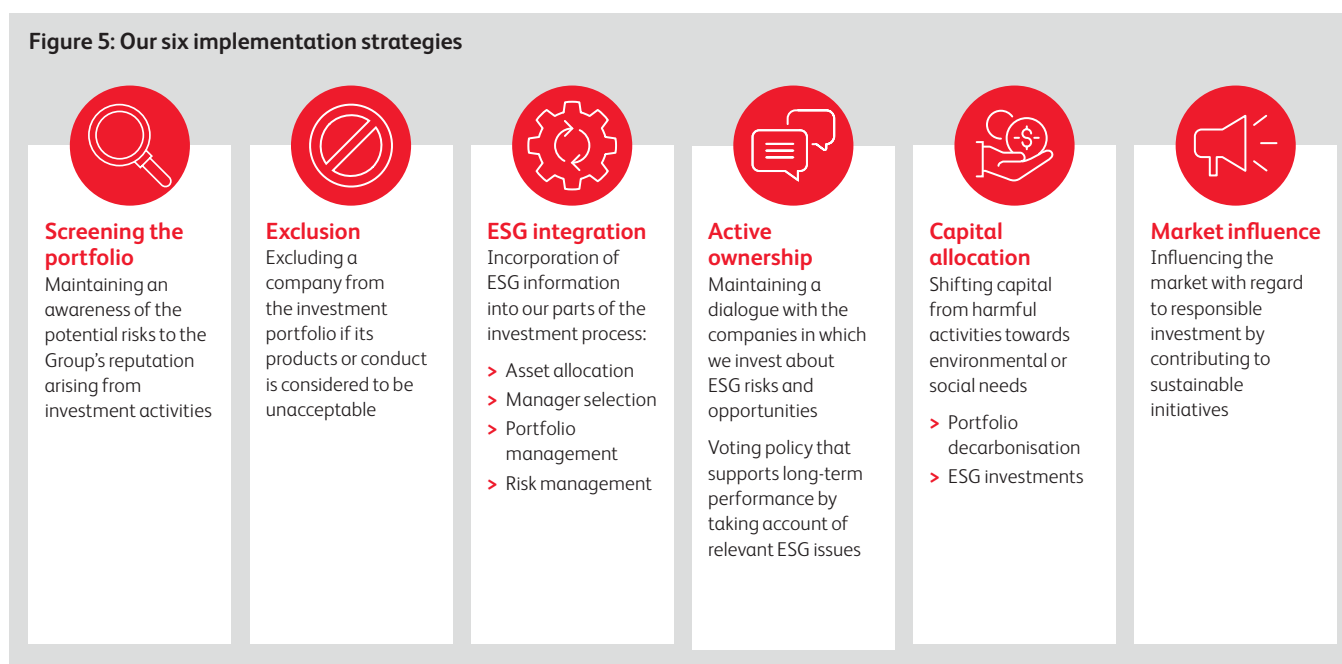 Figure 5: Our six implementation strategies
Screening the
portfolio
Maintaining an
awareness of the
potential risks to the
Group's reputation
arising from
investment activities
Exclusion
Excluding a
company from
the investment
portfolio if its
products or conduct
is considered to be
unacceptable
ESG integration
Incorporation of
ESG information
into our parts of the
investment process:
> Asset allocation
> Manager selection
> Portfolio
management
> Risk management
Active
ownership
Maintaining a
dialogue with the
companies in which
we invest about
ESG risks and
opportunities
Voting policy that
supports long-term
performance by
taking account of
relevant ESG issues
$
Capital
allocation
Shifting capital
from harmful
activities towards
environmental or
social needs
> Portfolio
decarbonisation
> ESG investments
Market influence
Influencing the
market with regard
to responsible
investment by
contributing to
sustainable
initiatives